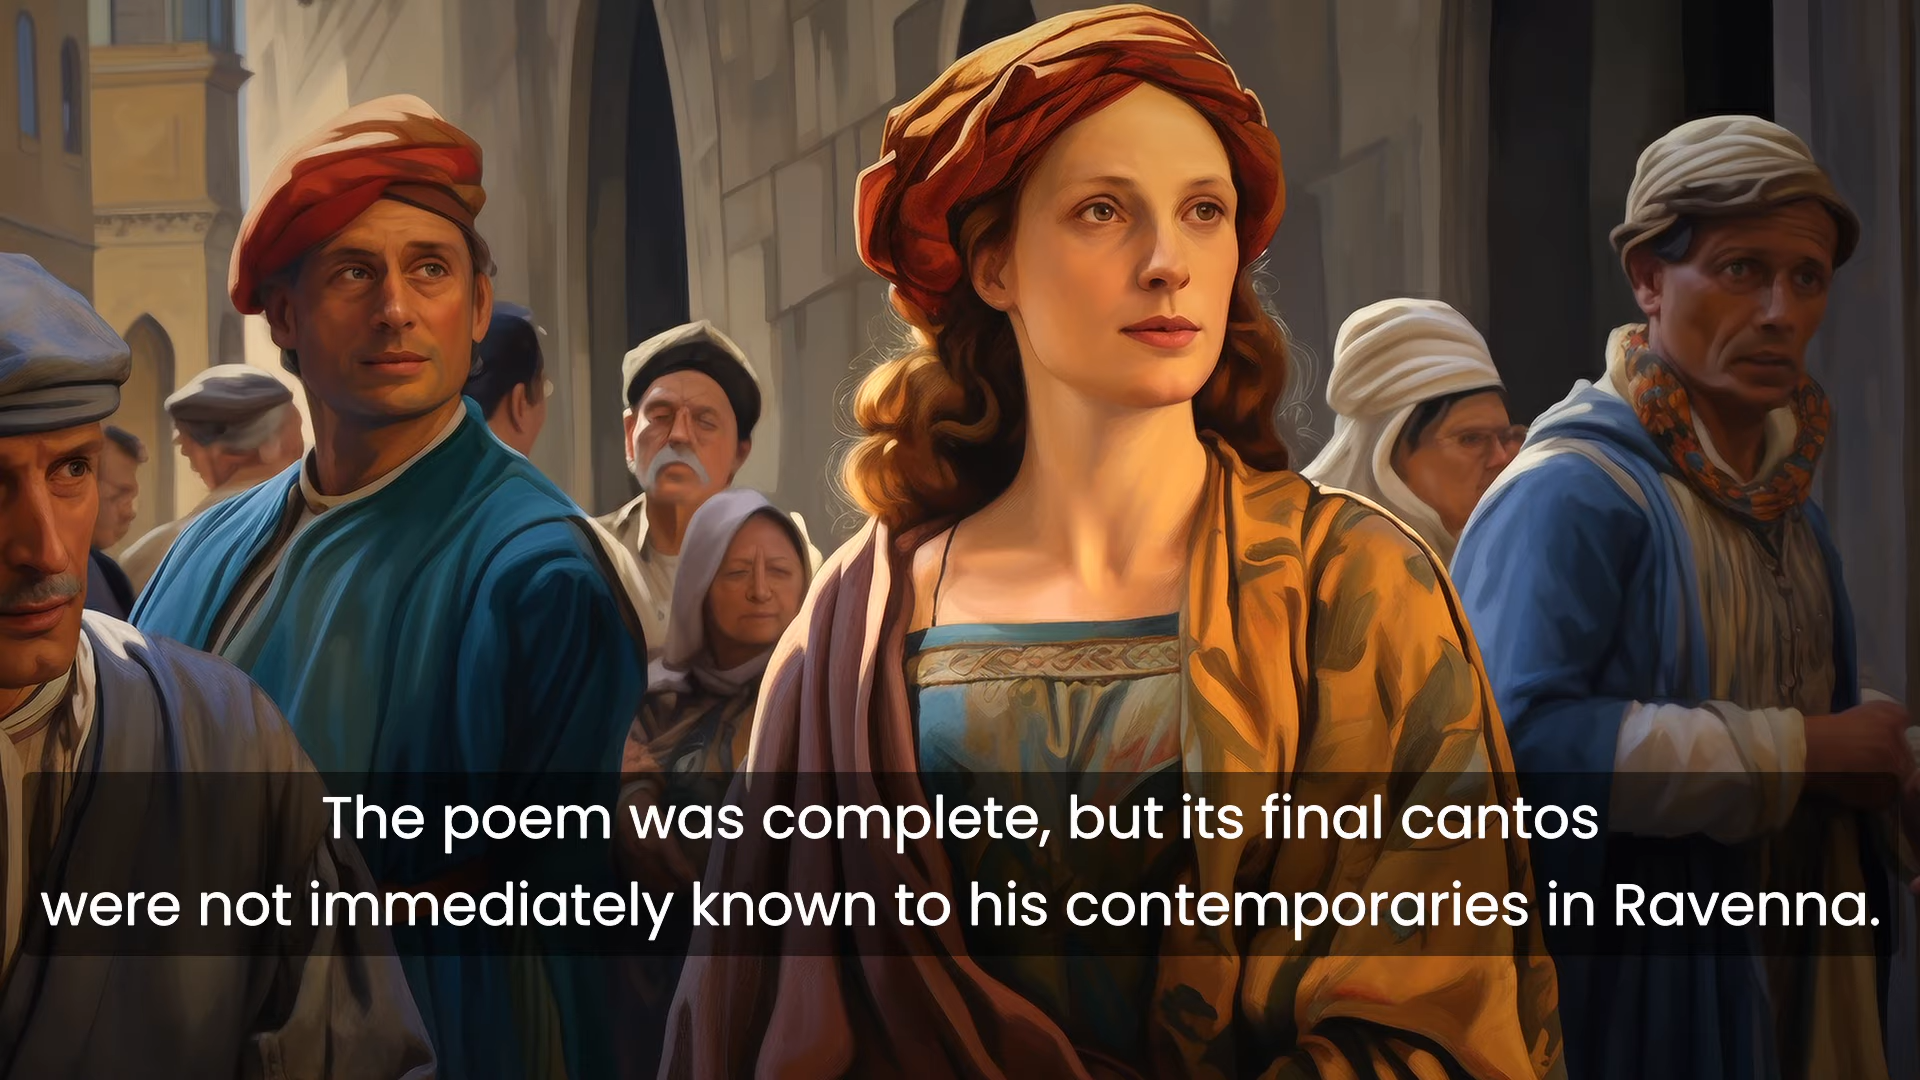 The poem was complete, but its final cantos
were not immediately known to his contemporaries in Ravenna.